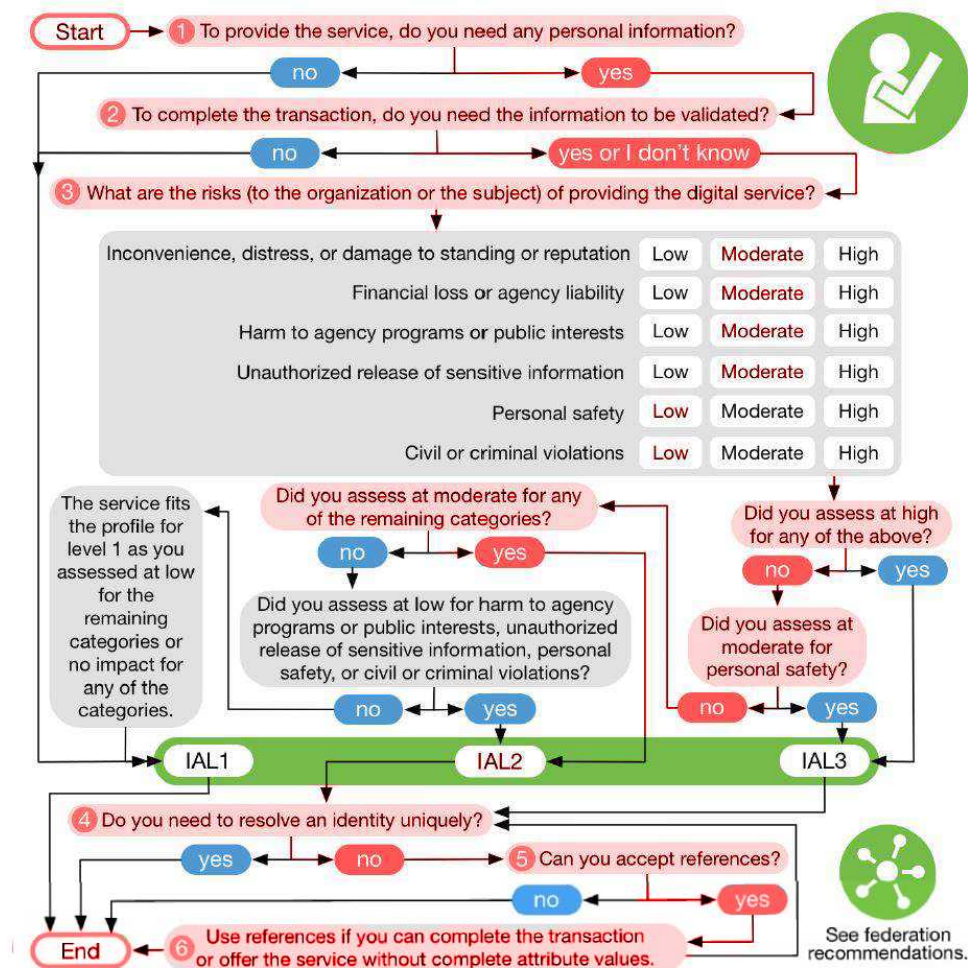 Start
1 To provide the service, do you need any personal information?
no
yes
2 To complete the transaction, do you need the information to be validated?
no
yes or I don't know
3 What are the risks (to the organization or the subject) of providing the digital service?
Inconvenience, distress, or damage to standing or reputation Low Moderate High
Financial loss or agency liability Low Moderate High
Harm to agency programs or public interests Low Moderate High
Unauthorized release of sensitive information Low Moderate High
Personal safety Low Moderate High
Civil or criminal violations Low Moderate High
Did you assess at high
for any of the above?
no
yes
Did you assess at
moderate for
personal safety?
no
yes
Did you assess at moderate for any
of the remaining categories?
no
yes
Did you assess at low for harm to agency
programs or public interests, unauthorized
release of sensitive information, personal
safety, or civil or criminal violations?
no
yes
The service fits
the profile for
level 1 as you
assessed at low
for the
remaining
categories or
no impact for
any of the
categories.
IAL1
IAL2
IAL3
4 Do you need to resolve an identity uniquely?
yes
no
5 Can you accept references?
no
yes
6 Use references if you can complete the transaction
or offer the service without complete attribute values.
End
See federation
recommendations.